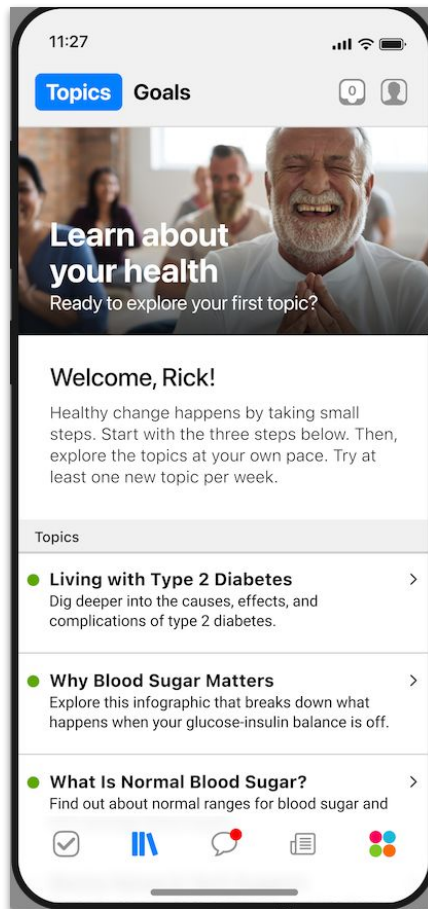 11:27
Topics Goals 0
Learn about
your health
Ready to explore your first topic?
Welcome, Rick!
Healthy change happens by taking small
steps. Start with the three steps below. Then,
explore the topics at your own pace. Try at
least one new topic per week.
Topics
Living with Type 2 Diabetes
Dig deeper into the causes, effects, and
complications of type 2 diabetes.
Why Blood Sugar Matters
Explore this infographic that breaks down what
happens when your glucose-insulin balance is off.
What Is Normal Blood Sugar?
Find out about normal ranges for blood sugar and